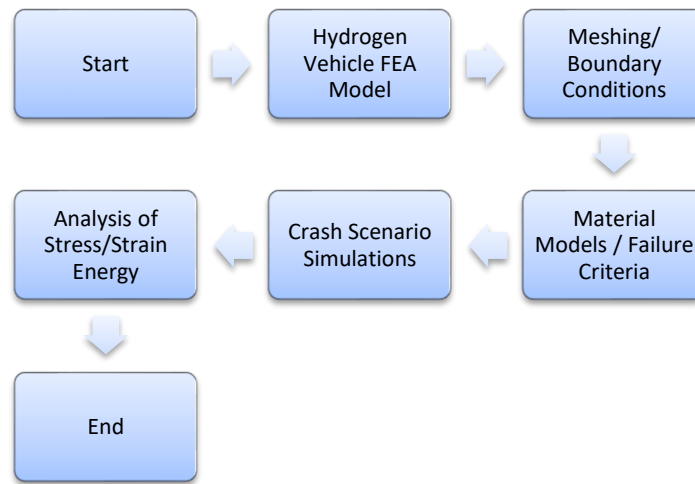 Start
Hydrogen
Vehicle FEA
Model
Meshing/
Boundary
Conditions
Material
Models / Failure
Criteria
Crash Scenario
Simulations
Analysis of
Stress/Strain
Energy
End